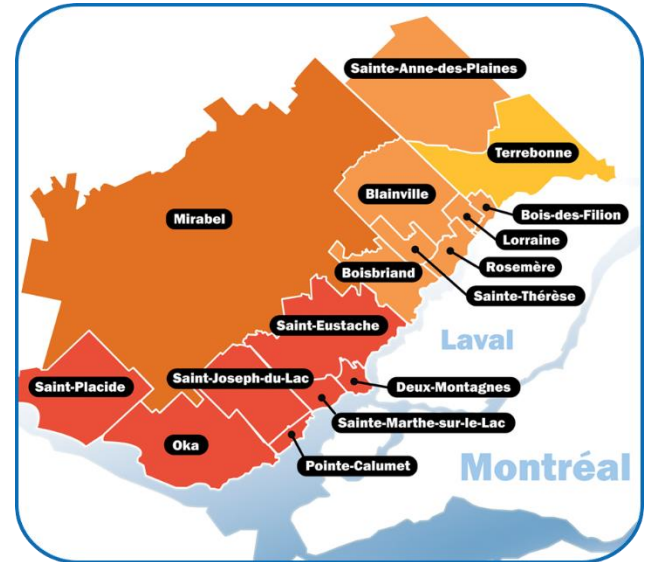 Sainte-Anne-des-Plaines
Terrebonne
Blainville
Bois-des-Filion
Mirabel
Lorraine
Rosemère
Boisbriand
Sainte-Thérèse
Saint-Eustache
Laval
Saint-Joseph-du-Lac
Saint-Placide
Deux-Montagnes
Sainte-Marthe-sur-le-Lac
Oka
Pointe-Calumet
Montréal